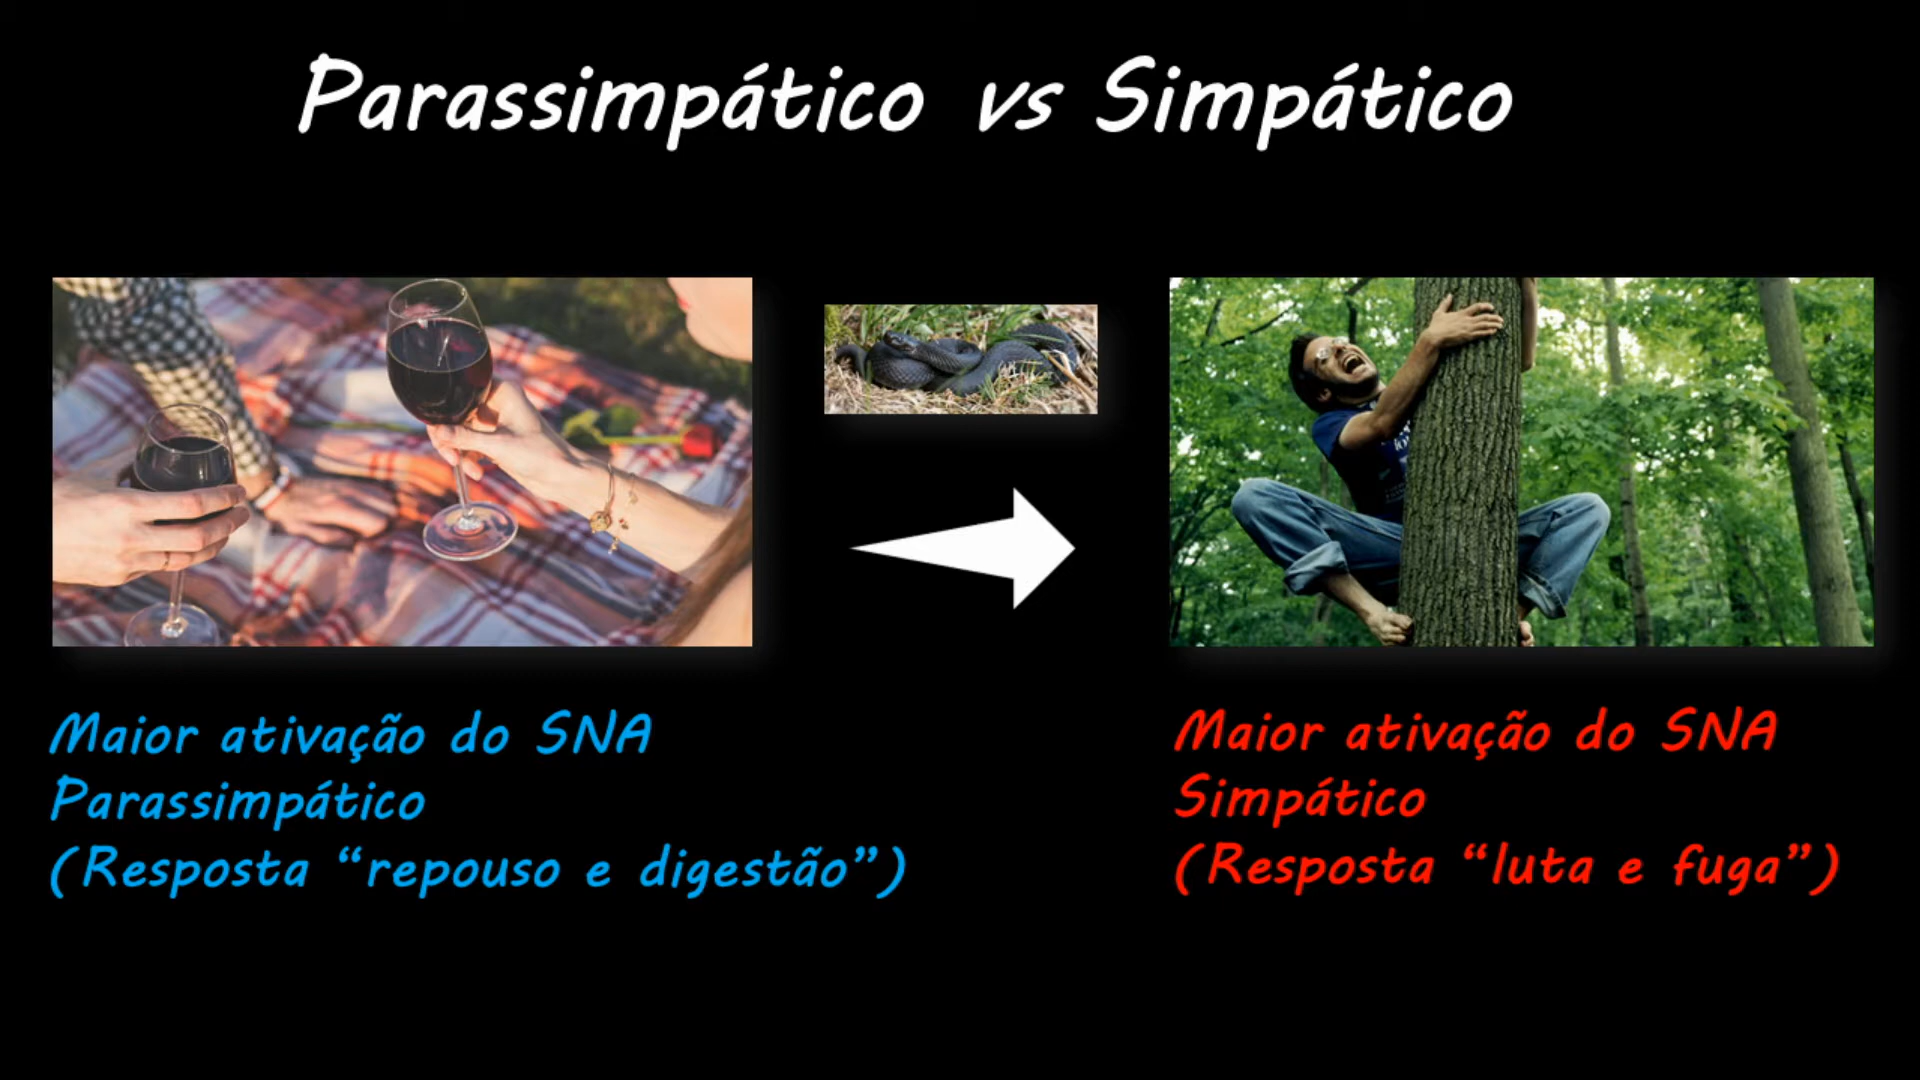 Parassimpático vs Simpático
Maior ativação do SNA
Parassimpático
(Resposta “repouso e digestão”)
Maior ativação do SNA
Simpático
(Resposta “luta e fuga”)